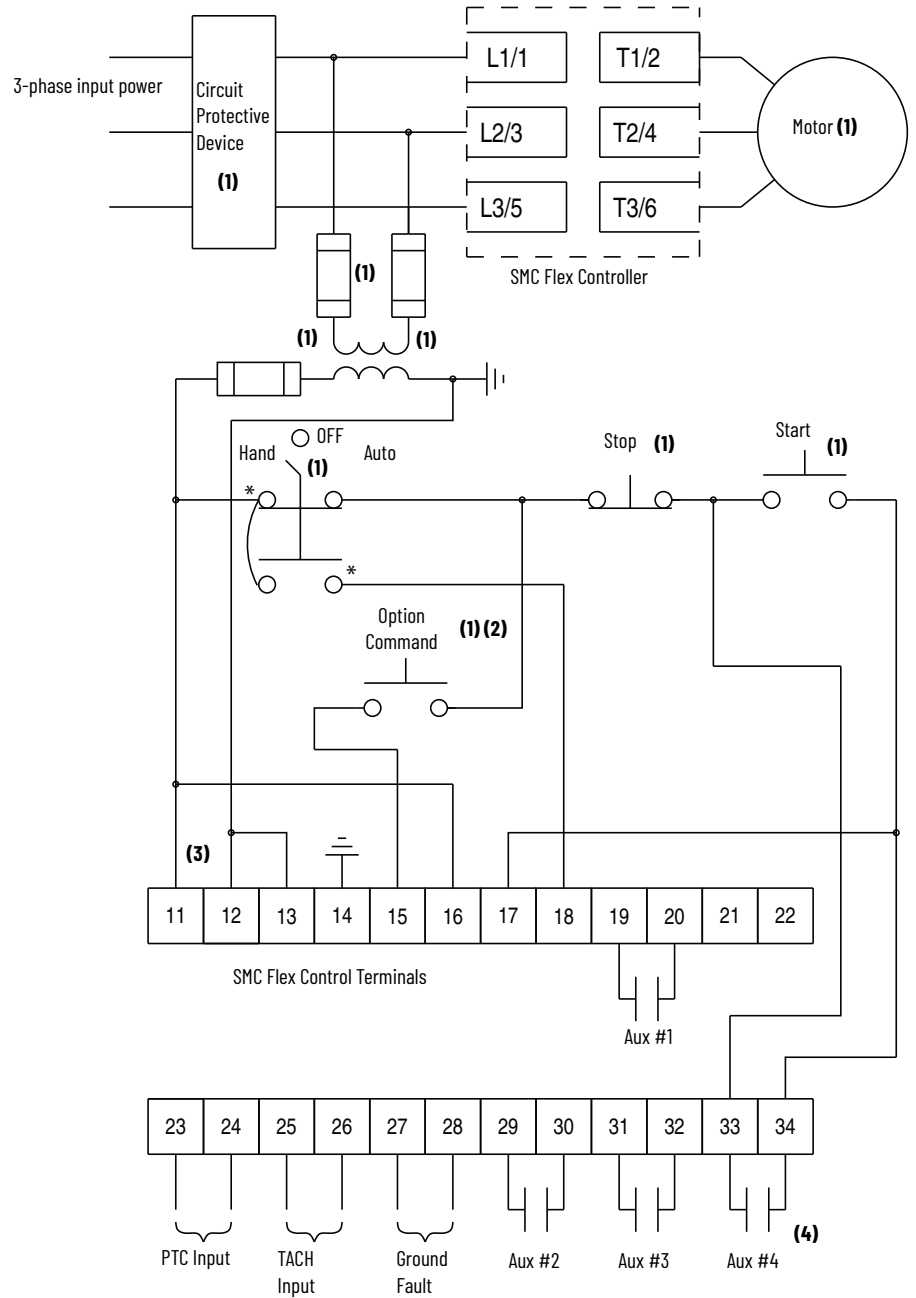 3-phase input power
Circuit
Protective
Device
(1)
L1/1
T1/2
L2/3
T2/4
L3/5
T3/6
Motor (1)
SMC Flex Controller
(1)
(1)
(1)
OFF
Hand
Auto
(1)
*
*
Stop
(1)
Start
(1)
Option
Command
(1) (2)
(3)
11
12
13
14
15
16
17
18
19
20
21
22
SMC Flex Control Terminals
Aux #1
23
24
25
26
27
28
29
30
31
32
33
34
PTC Input
TACH
Input
Ground
Fault
Aux #2
Aux #3
Aux #4
(4)